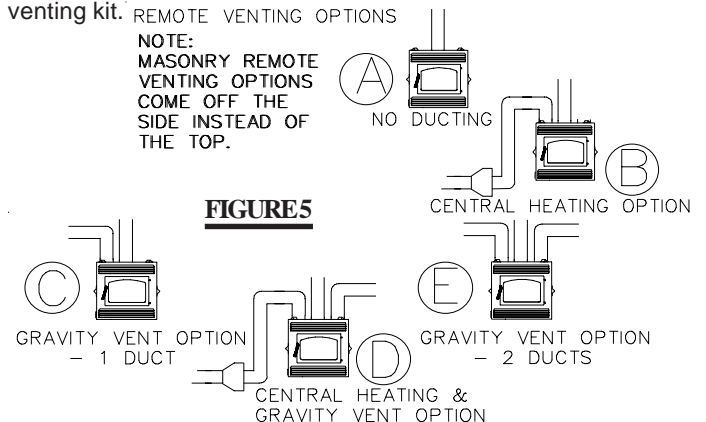 venting kit.
REMOTE VENTING OPTIONS
NOTE:
MASONRY REMOTE
VENTING OPTIONS
COME OFF THE
SIDE INSTEAD OF
THE TOP.
A
NO DUCTING
B
CENTRAL HEATING OPTION
FIGURE5
C
GRAVITY VENT OPTION
– 1 DUCT
D
CENTRAL HEATING &
GRAVITY VENT OPTION
E
GRAVITY VENT OPTION
– 2 DUCTS